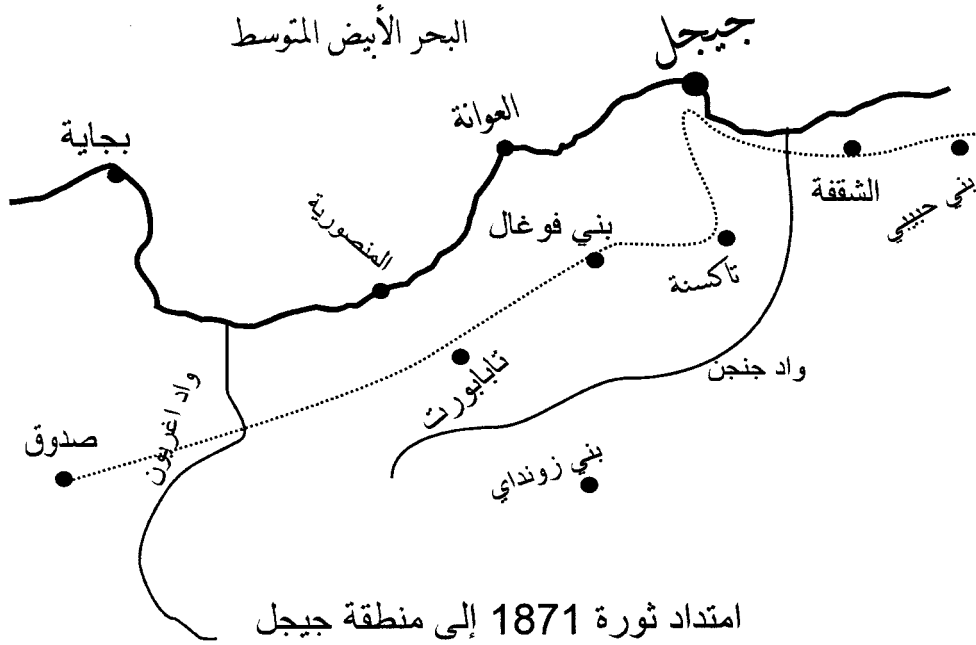 البحر الأبيض المتوسط
جيجل
العوانة
بجاية
الشقفة
بني حبيبي
المنصورية
بني فوغال
تاكسنة
تابابورت
واد جنجن
واد اغريون
صدوق
بني زونداي
امتداد ثورة 1871 إلى منطقة جيجل